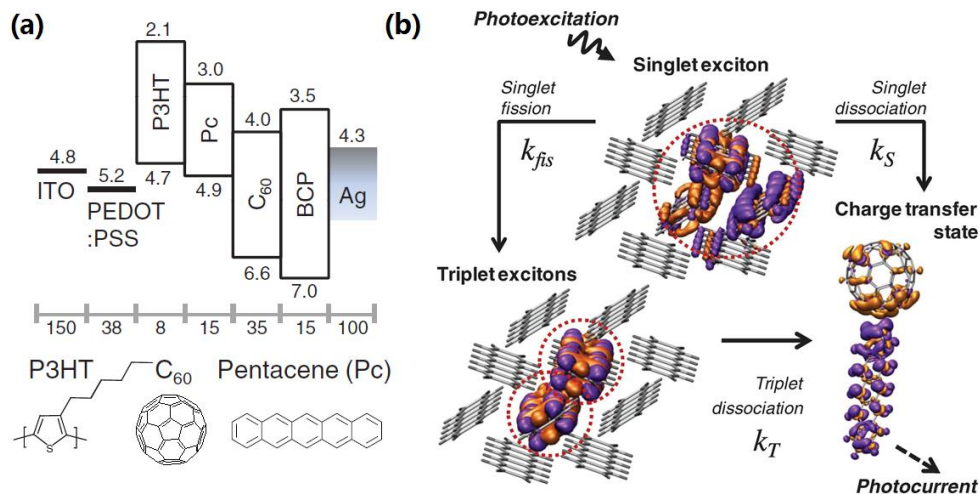 (a)
2.1
P3HT
4.7
3.0
Pc
4.9
4.0
C60
6.6
3.5
BCP
7.0
4.3
Ag
4.8
ITO
5.2
PEDOT
:PSS
150 38 8 15 35 15 100
P3HT C60 Pentacene (Pc)
S
(b)
Photoexcitation
Singlet exciton
Singlet
fission
kfis
Singlet
dissociation
kS
Charge transfer
state
Triplet excitons
Triplet
dissociation
kT
Photocurrent